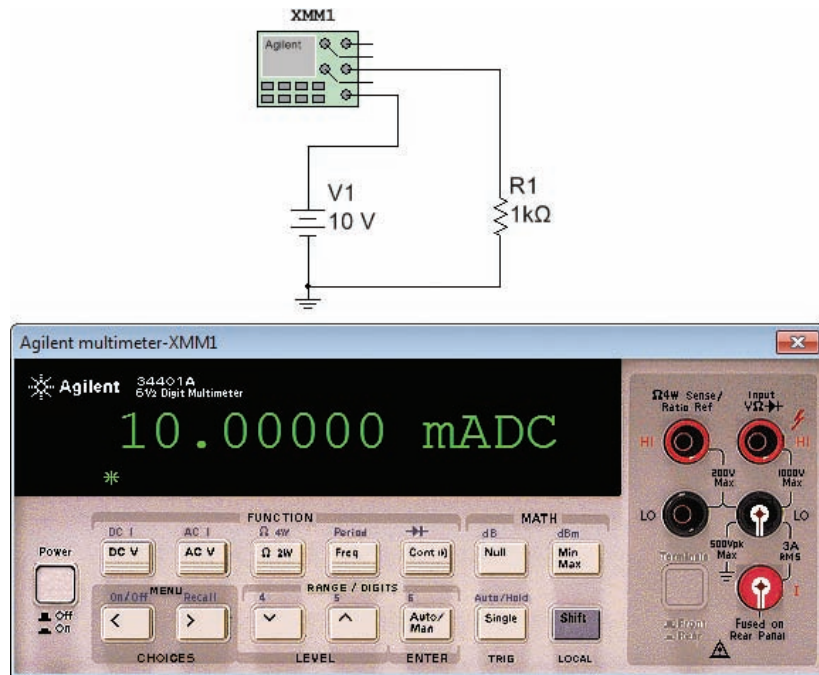 XMM1
Agilent
V1
10 V
R1
1kΩ
Agilent multimeter-XMM1
Agilent 34401A
6½ Digit Multimeter
10.00000 mADC
FUNCTION
MATH
DC I AC I Ω 4W Period dB dBm
Power
DC V AC V Ω 2W Freq Cont Null Min Max
MENU
RANGE / DIGITS
On/Off Recall 4 5 6 Auto/Hold
< > Auto/Man Single Shift
Off
On
CHOICES LEVEL ENTER TRIG LOCAL
Ω4W Sense/
Ratio Ref
Input
VΩ
HI HI
200V
Max
1000V
Max
LO LO
500Vpk
Max
3A
RMS
Terminals
I
Front
Rear
Fused on
Rear Panal